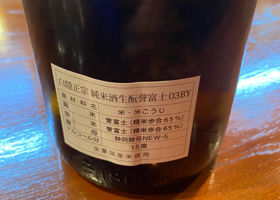 白隠正宗 純米酒生酛誉富士 03BY
原材料名 米・米こうじ
麹米 誉富士(精米歩合65%)
掛米 誉富士(精米歩合65%)
酵母 静岡酵母NEW-5
アルコール分 15度
全量国産米使用